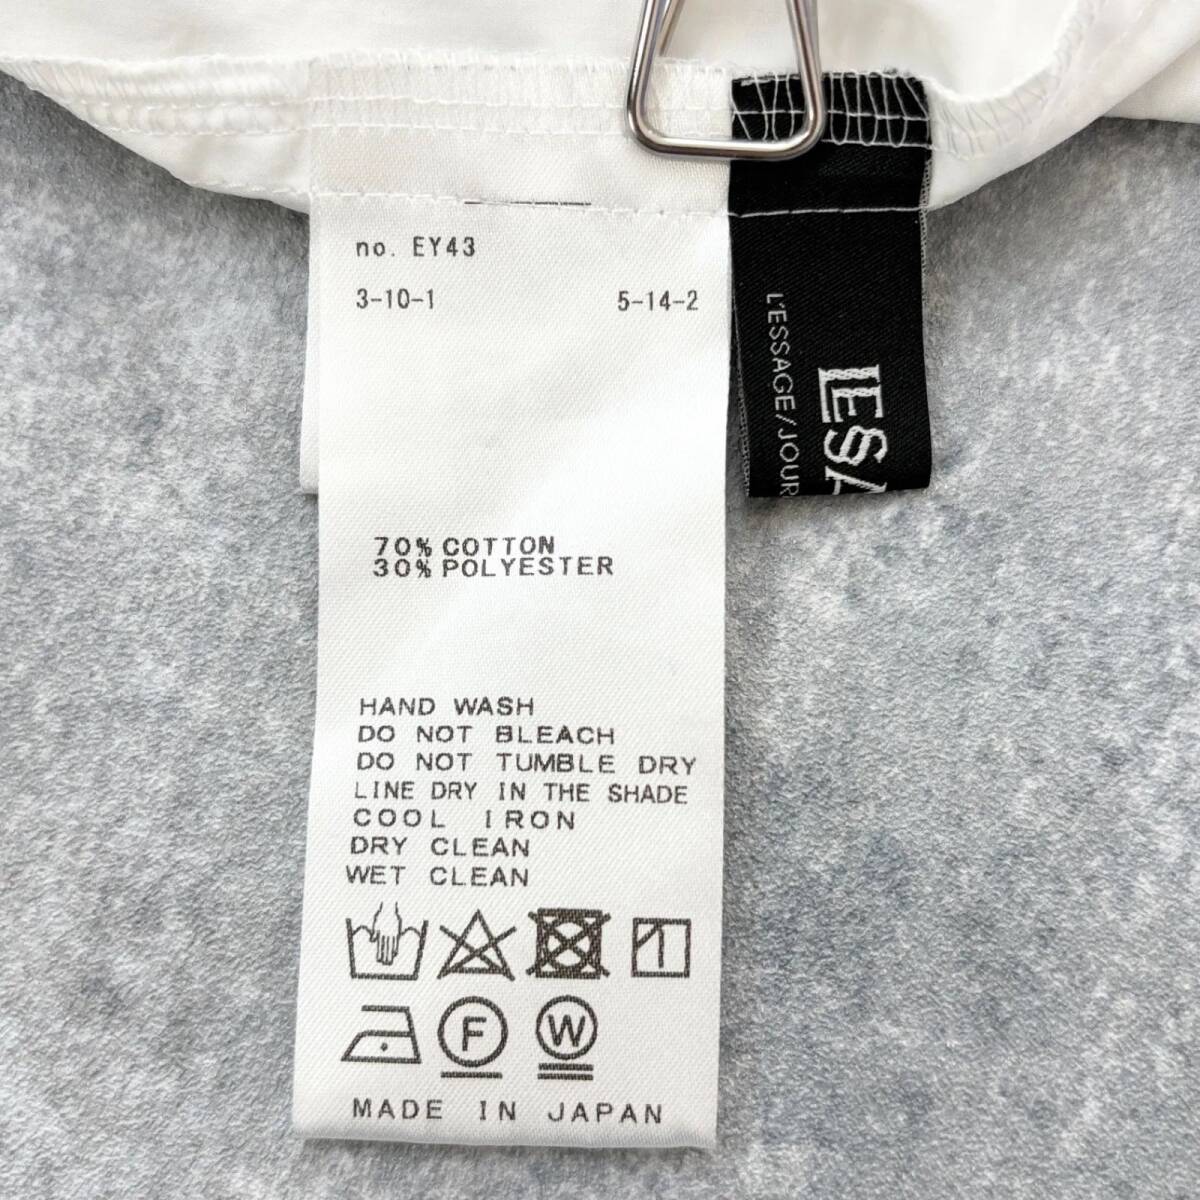 no. EY43
3-10-1 5-14-2
70% COTTON
30% POLYESTER
HAND WASH
DO NOT BLEACH
DO NOT TUMBLE DRY
LINE DRY IN THE SHADE
COOL IRON
DRY CLEAN
WET CLEAN
F W
MADE IN JAPAN
LESA
L'ESSAGE/JOUR